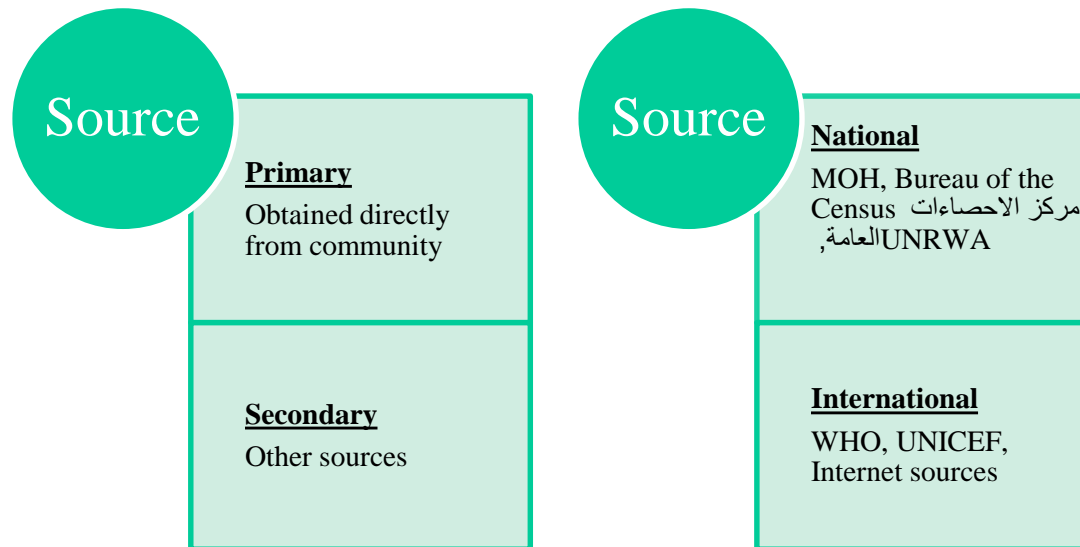 Source
Primary
Obtained directly
from community
Secondary
Other sources
Source
National
MOH, Bureau of the
Census مركز الاحصاءات
العامة, UNRWA
International
WHO, UNICEF,
Internet sources